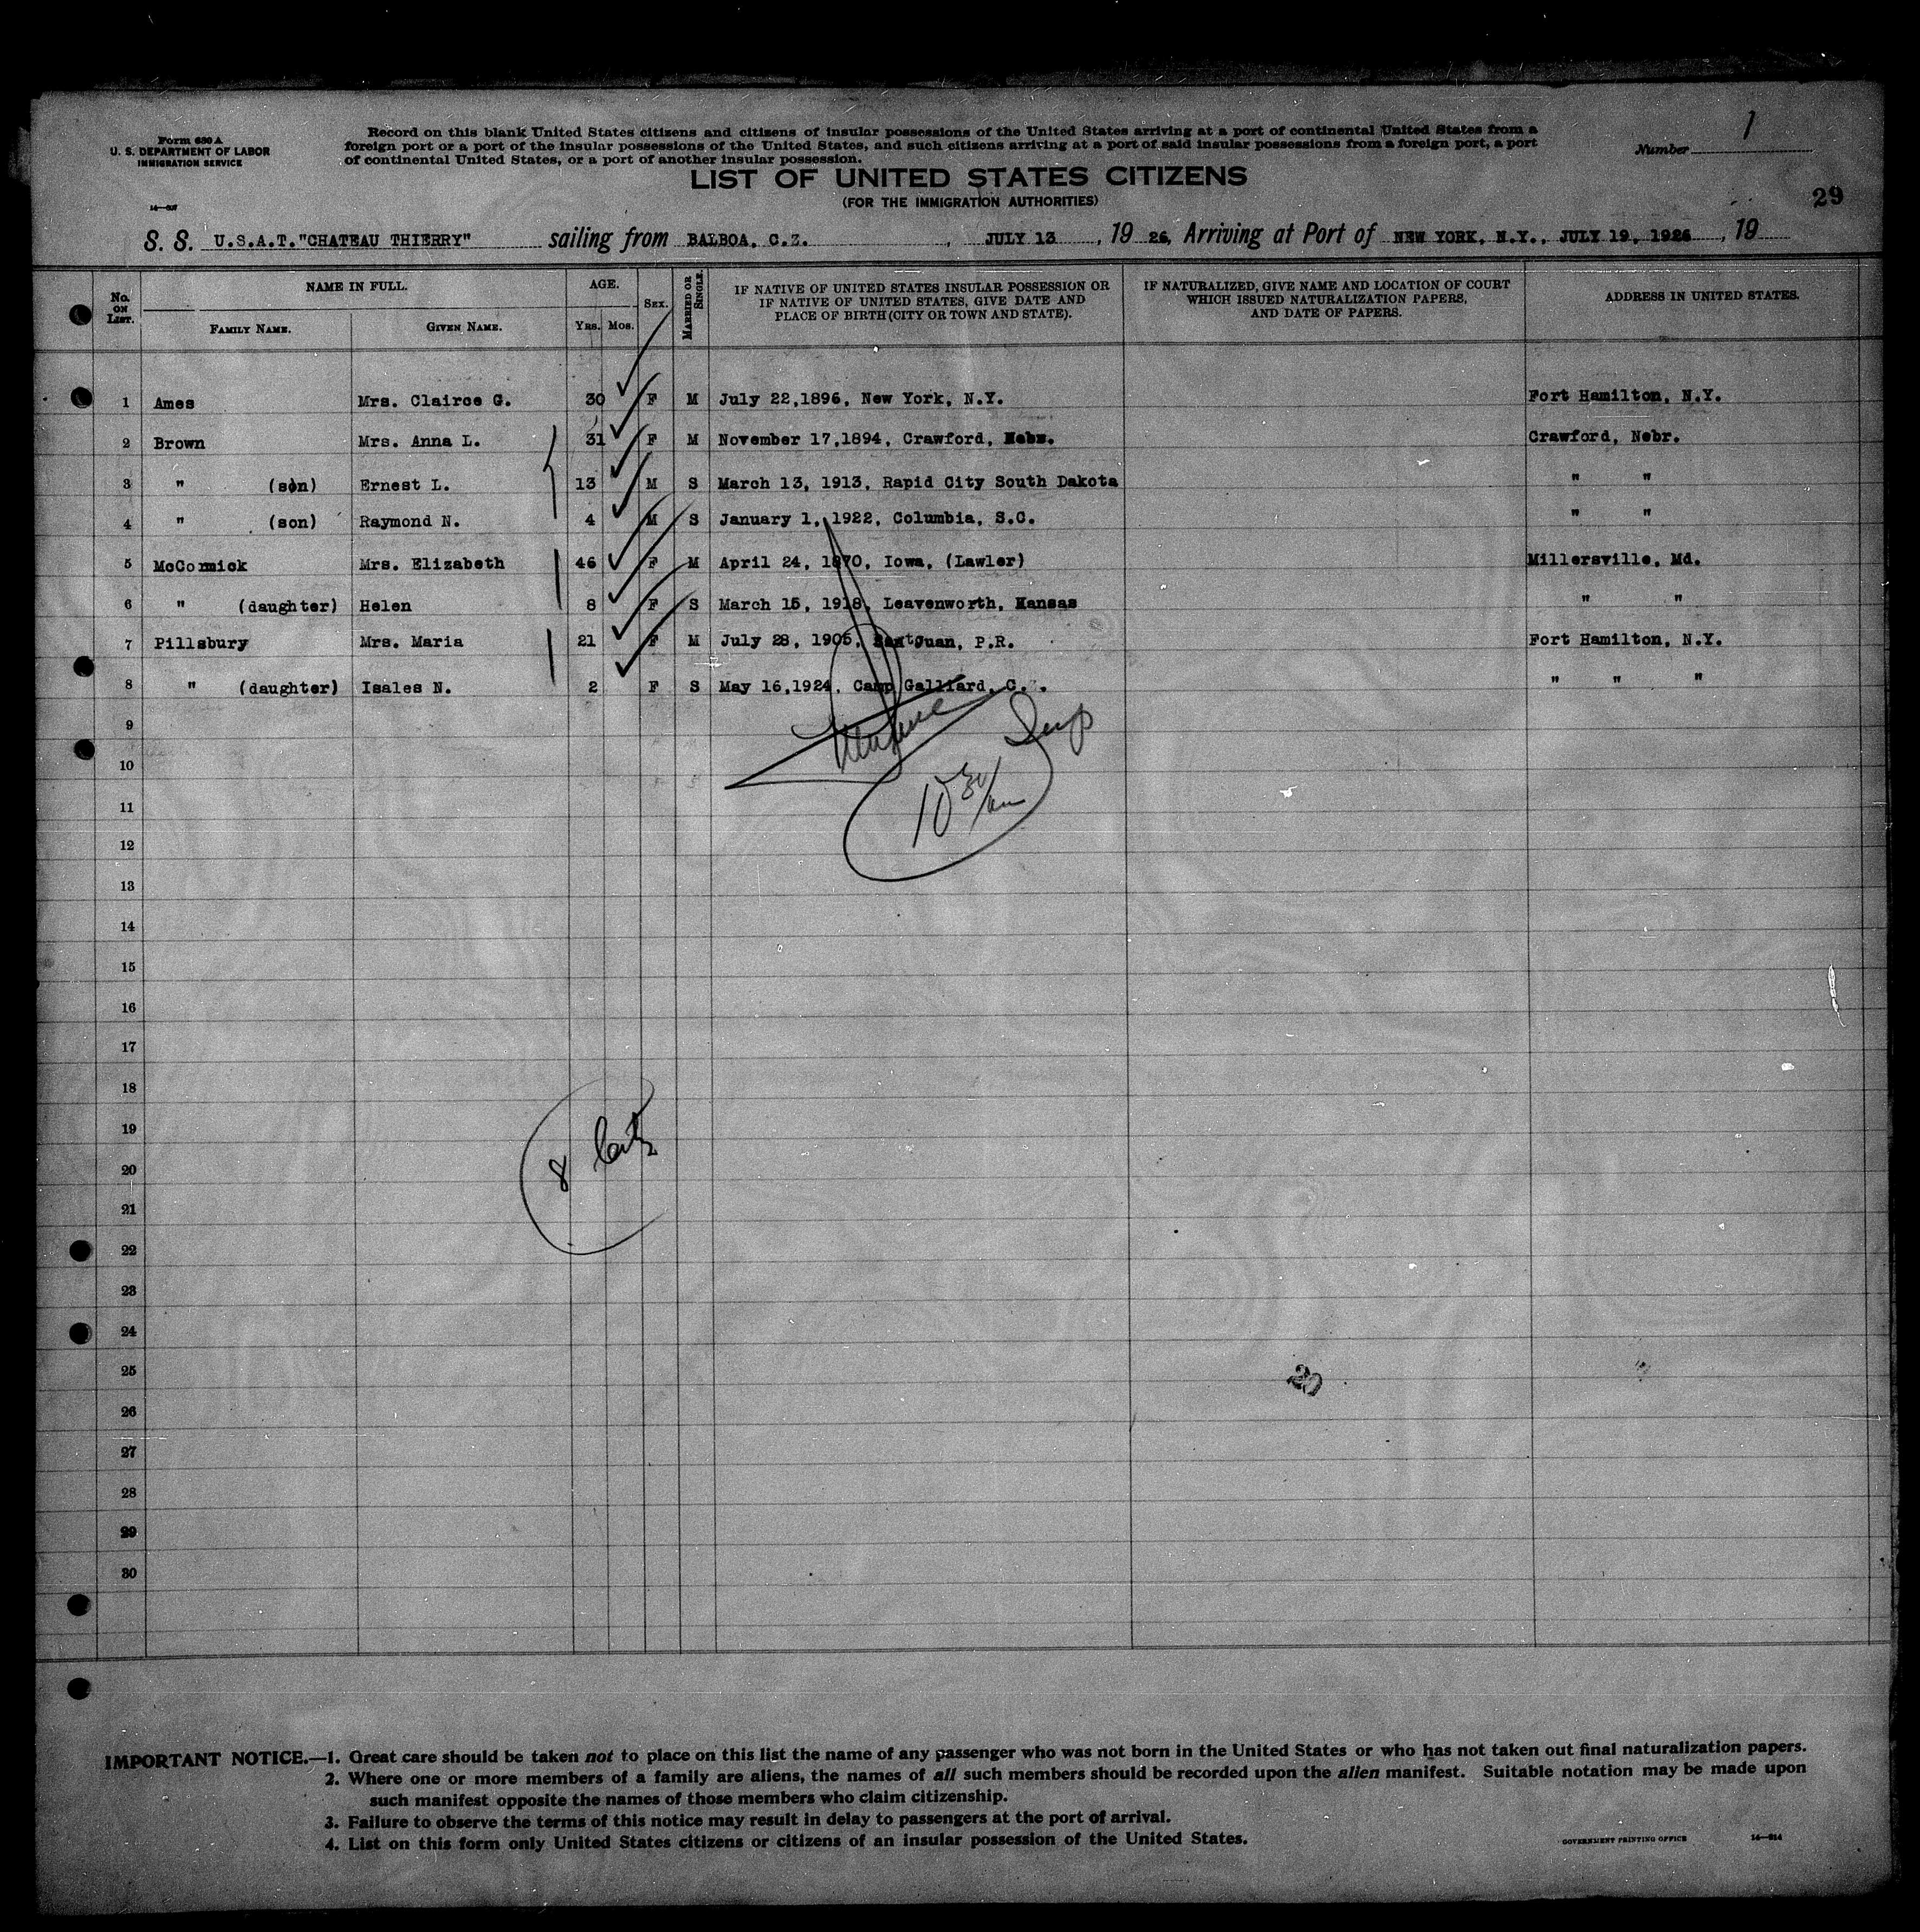 Form 630 A
U. S. DEPARTMENT OF LABOR
IMMIGRATION SERVICE
Record on this blank United States citizens and citizens of insular possessions of the United States arriving at a port of continental United States from a
foreign port or a port of the insular possessions of the United States, and such citizens arriving at a port of said insular possessions from a foreign port, a port
of continental United States, or a port of another insular possession.
Number 1
LIST OF UNITED STATES CITIZENS
(FOR THE IMMIGRATION AUTHORITIES)
29
S. S. U.S.A.T."CHATEAU THIERRY" sailing from BALBOA, C.Z. , JULY 13 , 19 26, Arriving at Port of NEW YORK, N.Y., JULY 19, 1926 , 19
No. ON LIST.
NAME IN FULL.
FAMILY NAME. GIVEN NAME.
AGE.
YRS. MOS.
SEX.
MARRIED OR SINGLE.
IF NATIVE OF UNITED STATES INSULAR POSSESSION OR
IF NATIVE OF UNITED STATES, GIVE DATE AND
PLACE OF BIRTH (CITY OR TOWN AND STATE).
IF NATURALIZED, GIVE NAME AND LOCATION OF COURT
WHICH ISSUED NATURALIZATION PAPERS,
AND DATE OF PAPERS.
ADDRESS IN UNITED STATES.
1 Ames Mrs. Clairce G. 30 F M July 22,1896, New York, N.Y. Fort Hamilton, N.Y.
2 Brown Mrs. Anna L. 31 F M November 17,1894, Crawford, Nebr. Crawford, Nebr.
3 " (son) Ernest L. 13 M S March 13, 1913, Rapid City South Dakota " "
4 " (son) Raymond N. 4 M S January 1, 1922, Columbia, S.C. " "
5 McCormick Mrs. Elizabeth 46 F M April 24, 1870, Iowa, (Lawler) Millersville, Md.
6 " (daughter) Helen 8 F S March 15, 1918, Leavenworth, Kansas " "
7 Pillsbury Mrs. Maria 21 F M July 28, 1905, Juan, P.R. Fort Hamilton, N.Y.
8 " (daughter) Isales N. 2 F S May 16,1924, Camp Galliard, C.Z. " " "
9
10
10 30/am
11
12
13
14
15
16
17
18
19
8 Citz
20
21
22
23
24
25
26
27
28
29
30
IMPORTANT NOTICE.—1. Great care should be taken not to place on this list the name of any passenger who was not born in the United States or who has not taken out final naturalization papers.
2. Where one or more members of a family are aliens, the names of all such members should be recorded upon the alien manifest. Suitable notation may be made upon
such manifest opposite the names of those members who claim citizenship.
3. Failure to observe the terms of this notice may result in delay to passengers at the port of arrival.
4. List on this form only United States citizens or citizens of an insular possession of the United States.
GOVERNMENT PRINTING OFFICE 14—814